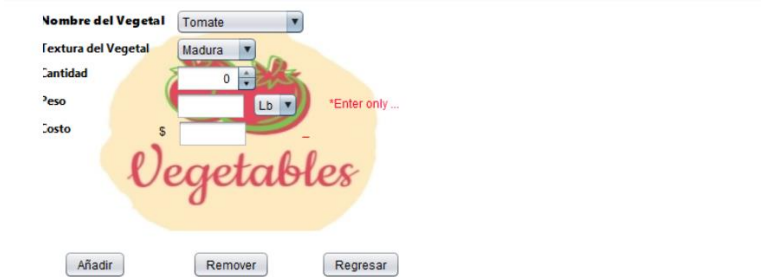 Nombre del Vegetal Tomate
Textura del Vegetal Madura
Cantidad 0
Peso Lb *Enter only ...
Costo $
Vegetables
Añadir Remover Regresar